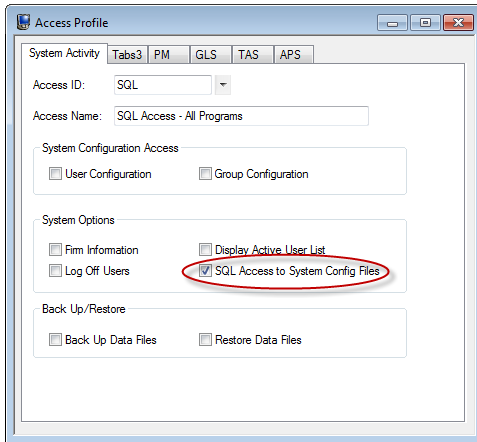 Access Profile
System Activity Tabs3 PM GLS TAS APS
Access ID: SQL
Access Name: SQL Access - All Programs
System Configuration Access
User Configuration Group Configuration
System Options
Firm Information Display Active User List
Log Off Users SQL Access to System Config Files
Back Up/Restore
Back Up Data Files Restore Data Files